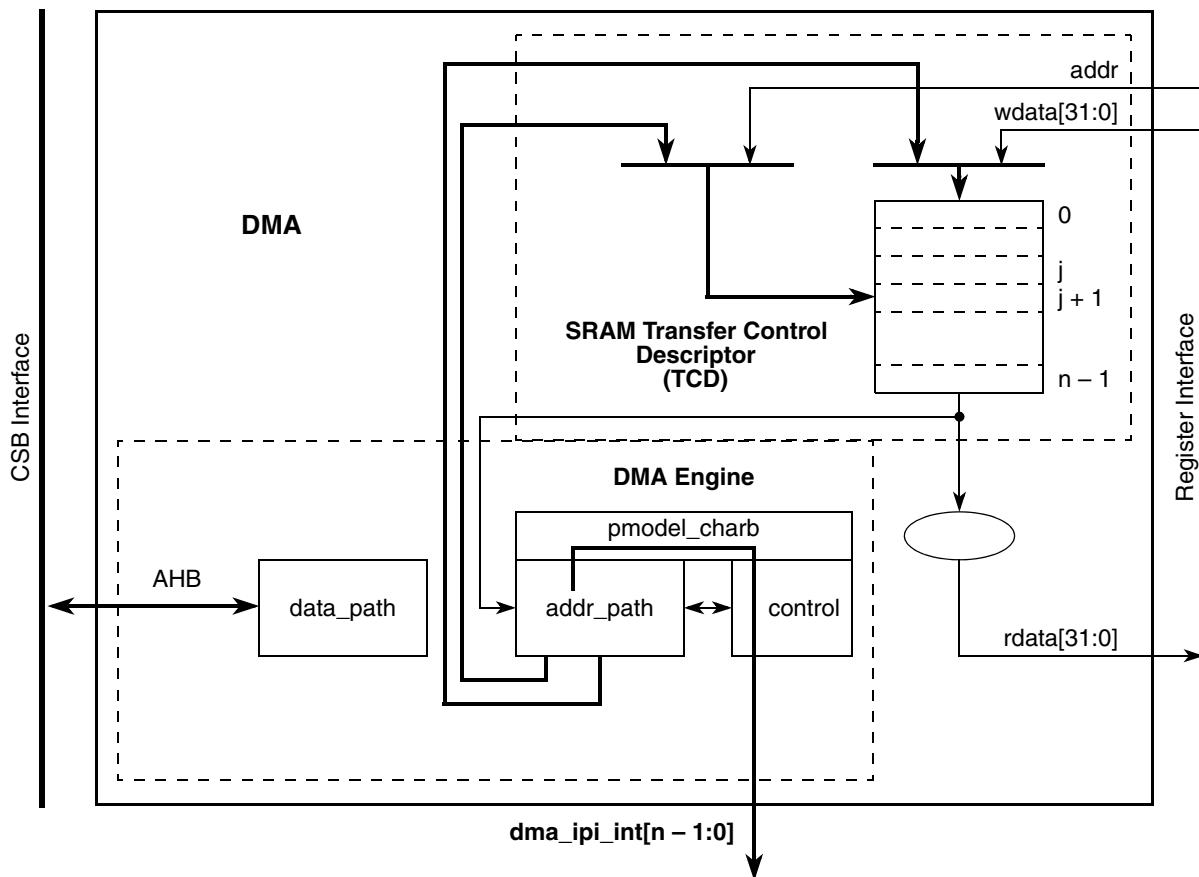 addr
wdata[31:0]
DMA
0
j
j + 1
n – 1
SRAM Transfer Control
Descriptor
(TCD)
CSB Interface
Register Interface
DMA Engine
pmodel_charb
AHB
data_path
addr_path
control
rdata[31:0]
dma_ipi_int[n – 1:0]